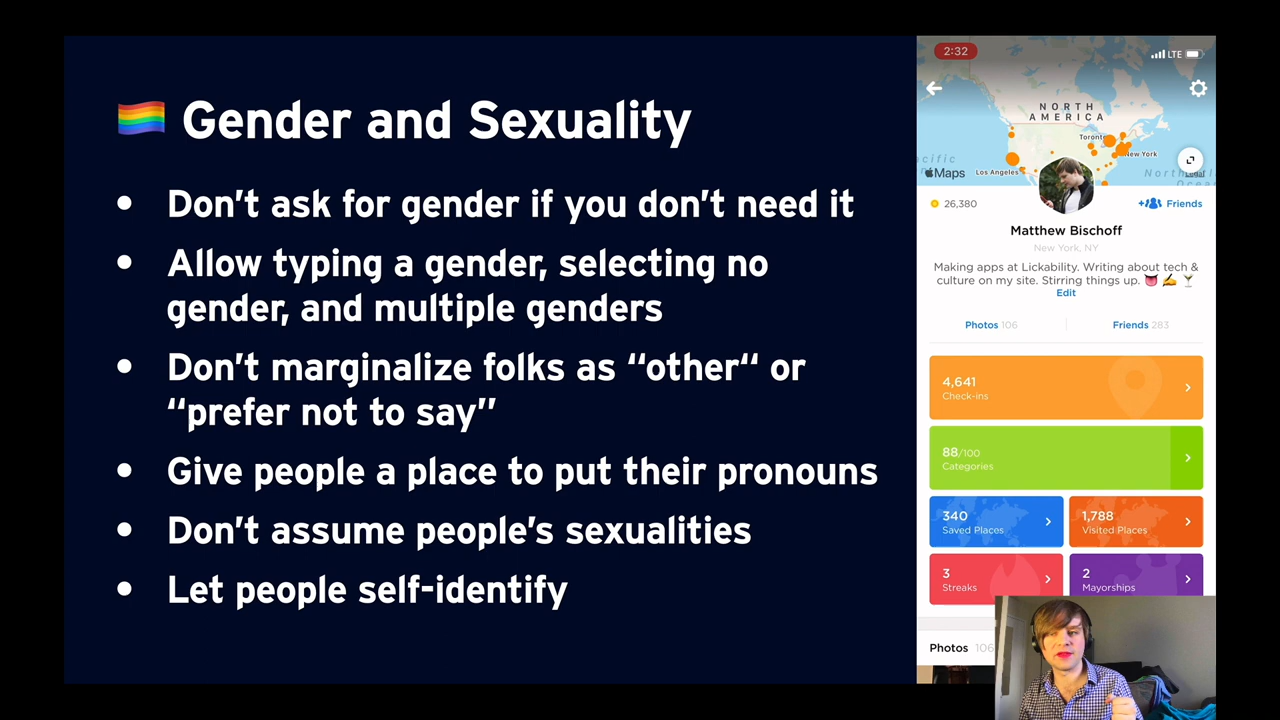 🏳️‍🌈 Gender and Sexuality
• Don't ask for gender if you don't need it
• Allow typing a gender, selecting no
gender, and multiple genders
• Don't marginalize folks as “other“ or
“prefer not to say”
• Give people a place to put their pronouns
• Don't assume people's sexualities
• Let people self-identify
2:32
LTE
NORTH
AMERICA
Toronto
New York
Los Angeles
Maps
Legal
26,380
Friends
Matthew Bischoff
New York, NY
Making apps at Lickability. Writing about tech &
culture on my site. Stirring things up. 👅 ✍️ 🍸
Edit
Photos 106
Friends 283
4,641
Check-ins
88/100
Categories
340
Saved Places
1,788
Visited Places
3
Streaks
2
Mayorships
Photos 106